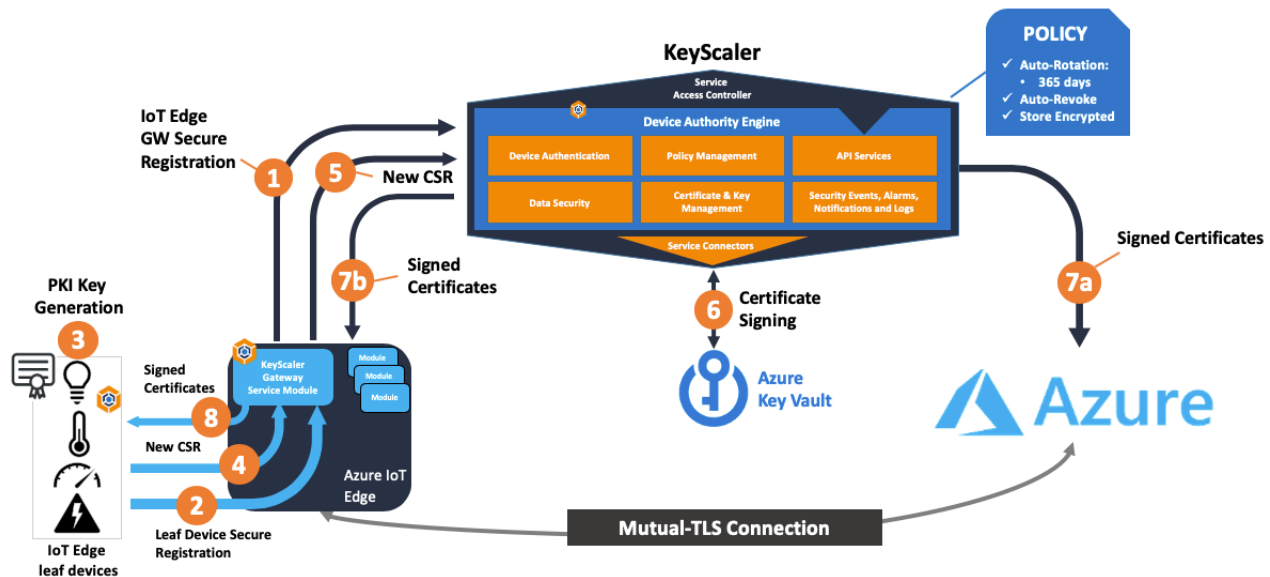 KeyScaler
POLICY
✓ Auto-Rotation:
• 365 days
✓ Auto-Revoke
✓ Store Encrypted
Service
Access Controller
Device Authority Engine
Device Authentication
Policy Management
API Services
Data Security
Certificate & Key
Management
Security Events, Alarms,
Notifications and Logs
Service Connectors
IoT Edge
GW Secure
Registration
1
5
New CSR
7b
Signed
Certificates
6
Certificate
Signing
7a
Signed Certificates
Azure
Key Vault
Azure
PKI Key
Generation
3
KeyScaler
Gateway
Service Module
Module
Module
Module
Signed
Certificates
8
New CSR
4
2
Azure IoT
Edge
Leaf Device Secure
Registration
IoT Edge
leaf devices
Mutual-TLS Connection